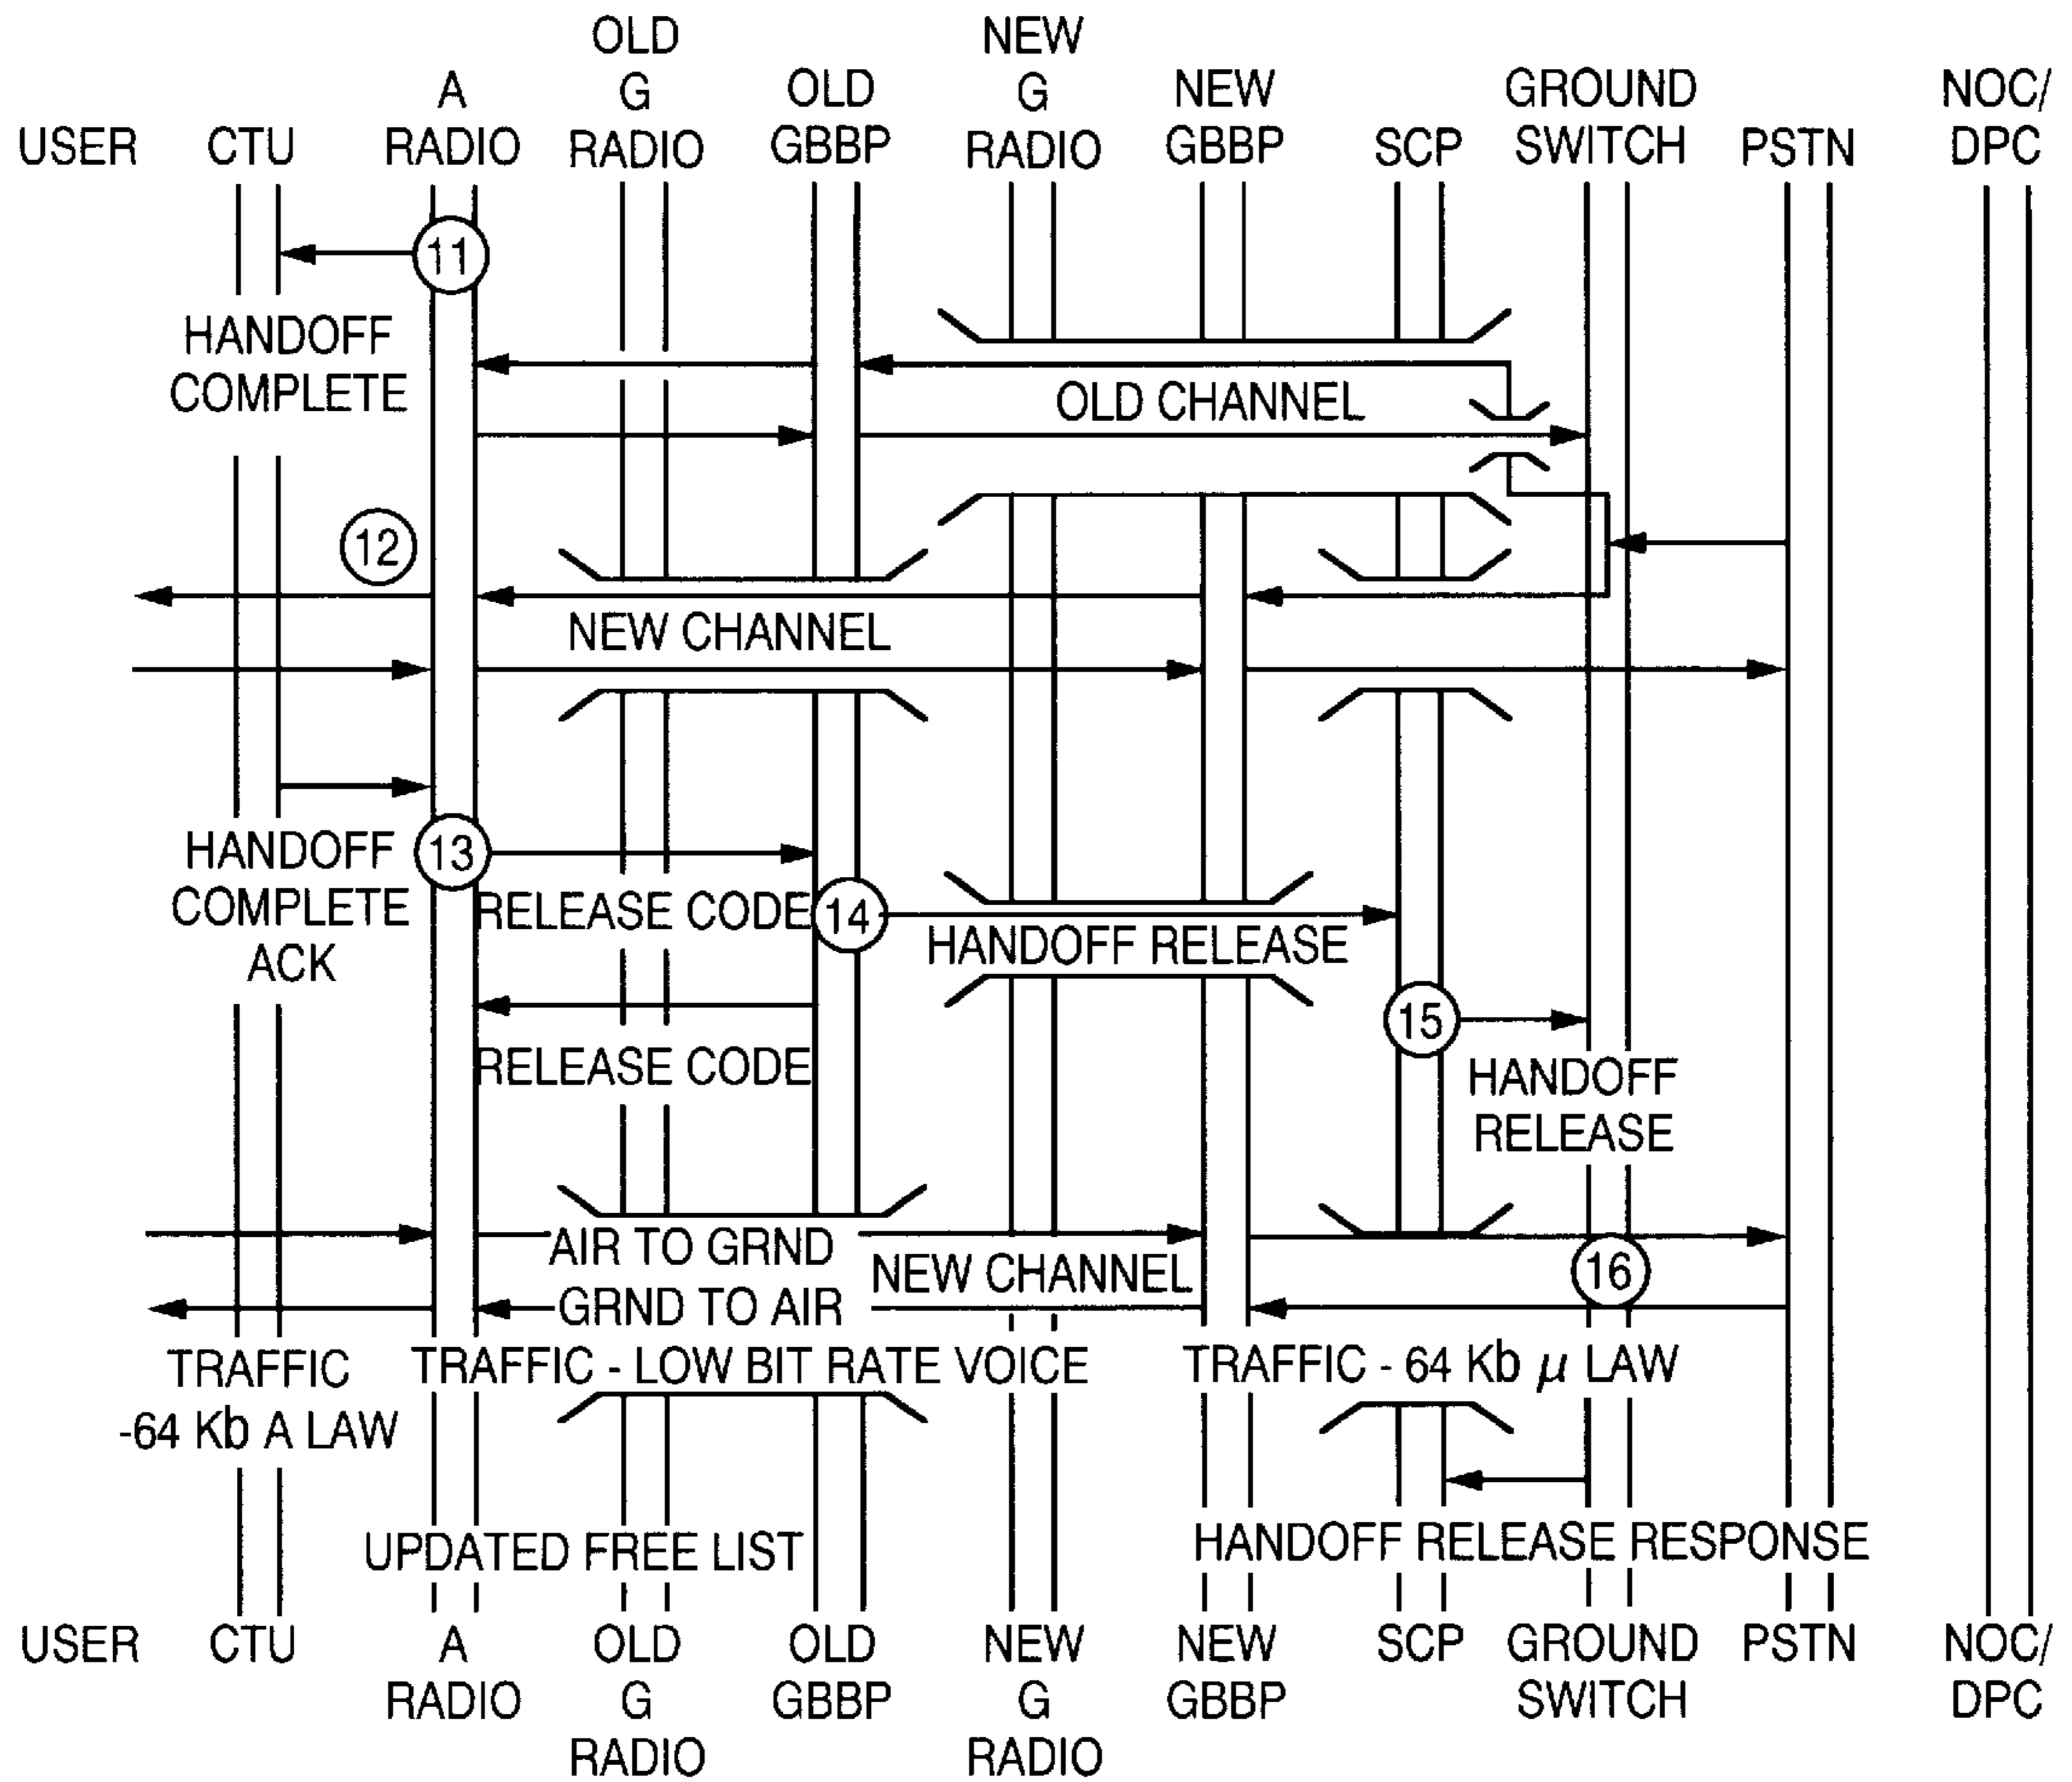 OLD NEW
A G OLD G NEW GROUND NOC/
USER CTU RADIO RADIO GBBP RADIO GBBP SCP SWITCH PSTN DPC
11
HANDOFF
COMPLETE
OLD CHANNEL
12
NEW CHANNEL
HANDOFF
COMPLETE
ACK
13
RELEASE CODE
14
HANDOFF RELEASE
RELEASE CODE
15
HANDOFF
RELEASE
AIR TO GRND
NEW CHANNEL
GRND TO AIR
16
TRAFFIC
-64 Kb A LAW
TRAFFIC - LOW BIT RATE VOICE
TRAFFIC - 64 Kb μ LAW
UPDATED FREE LIST
HANDOFF RELEASE RESPONSE
USER CTU A OLD OLD NEW NEW SCP GROUND PSTN NOC/
RADIO G GBBP G GBBP SWITCH DPC
RADIO RADIO